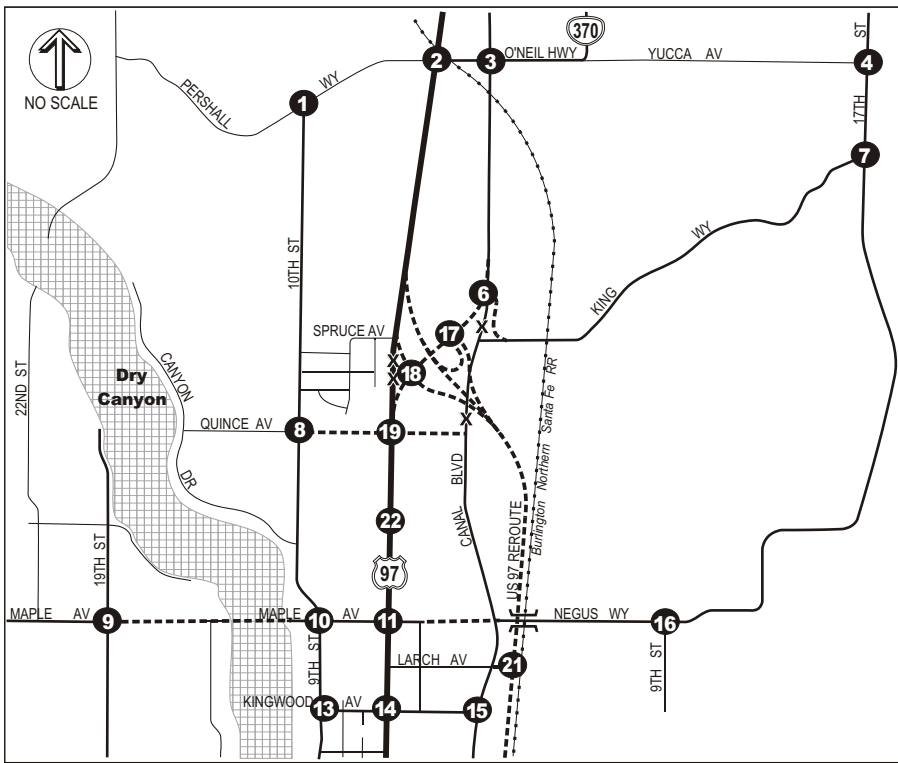 370
ST
2
3
O'NEIL HWY
YUCCA AV
4
NO SCALE
PERSHALL
WY
1
17TH
7
10TH ST
WY
KING
6
SPRUCE AV
17
X
X
X
18
22ND ST
Dry
Canyon
CANYON
DR
QUINCE AV
8
19
X
BLVD
CANAL
Burlington Northern Santa Fe RR
22
97
US 97 REROUTE
19TH ST
MAPLE AV
9
MAPLE AV
10
11
NEGUS WY
16
9TH ST
LARCH AV
21
9TH ST
KINGWOOD AV
13
14
15